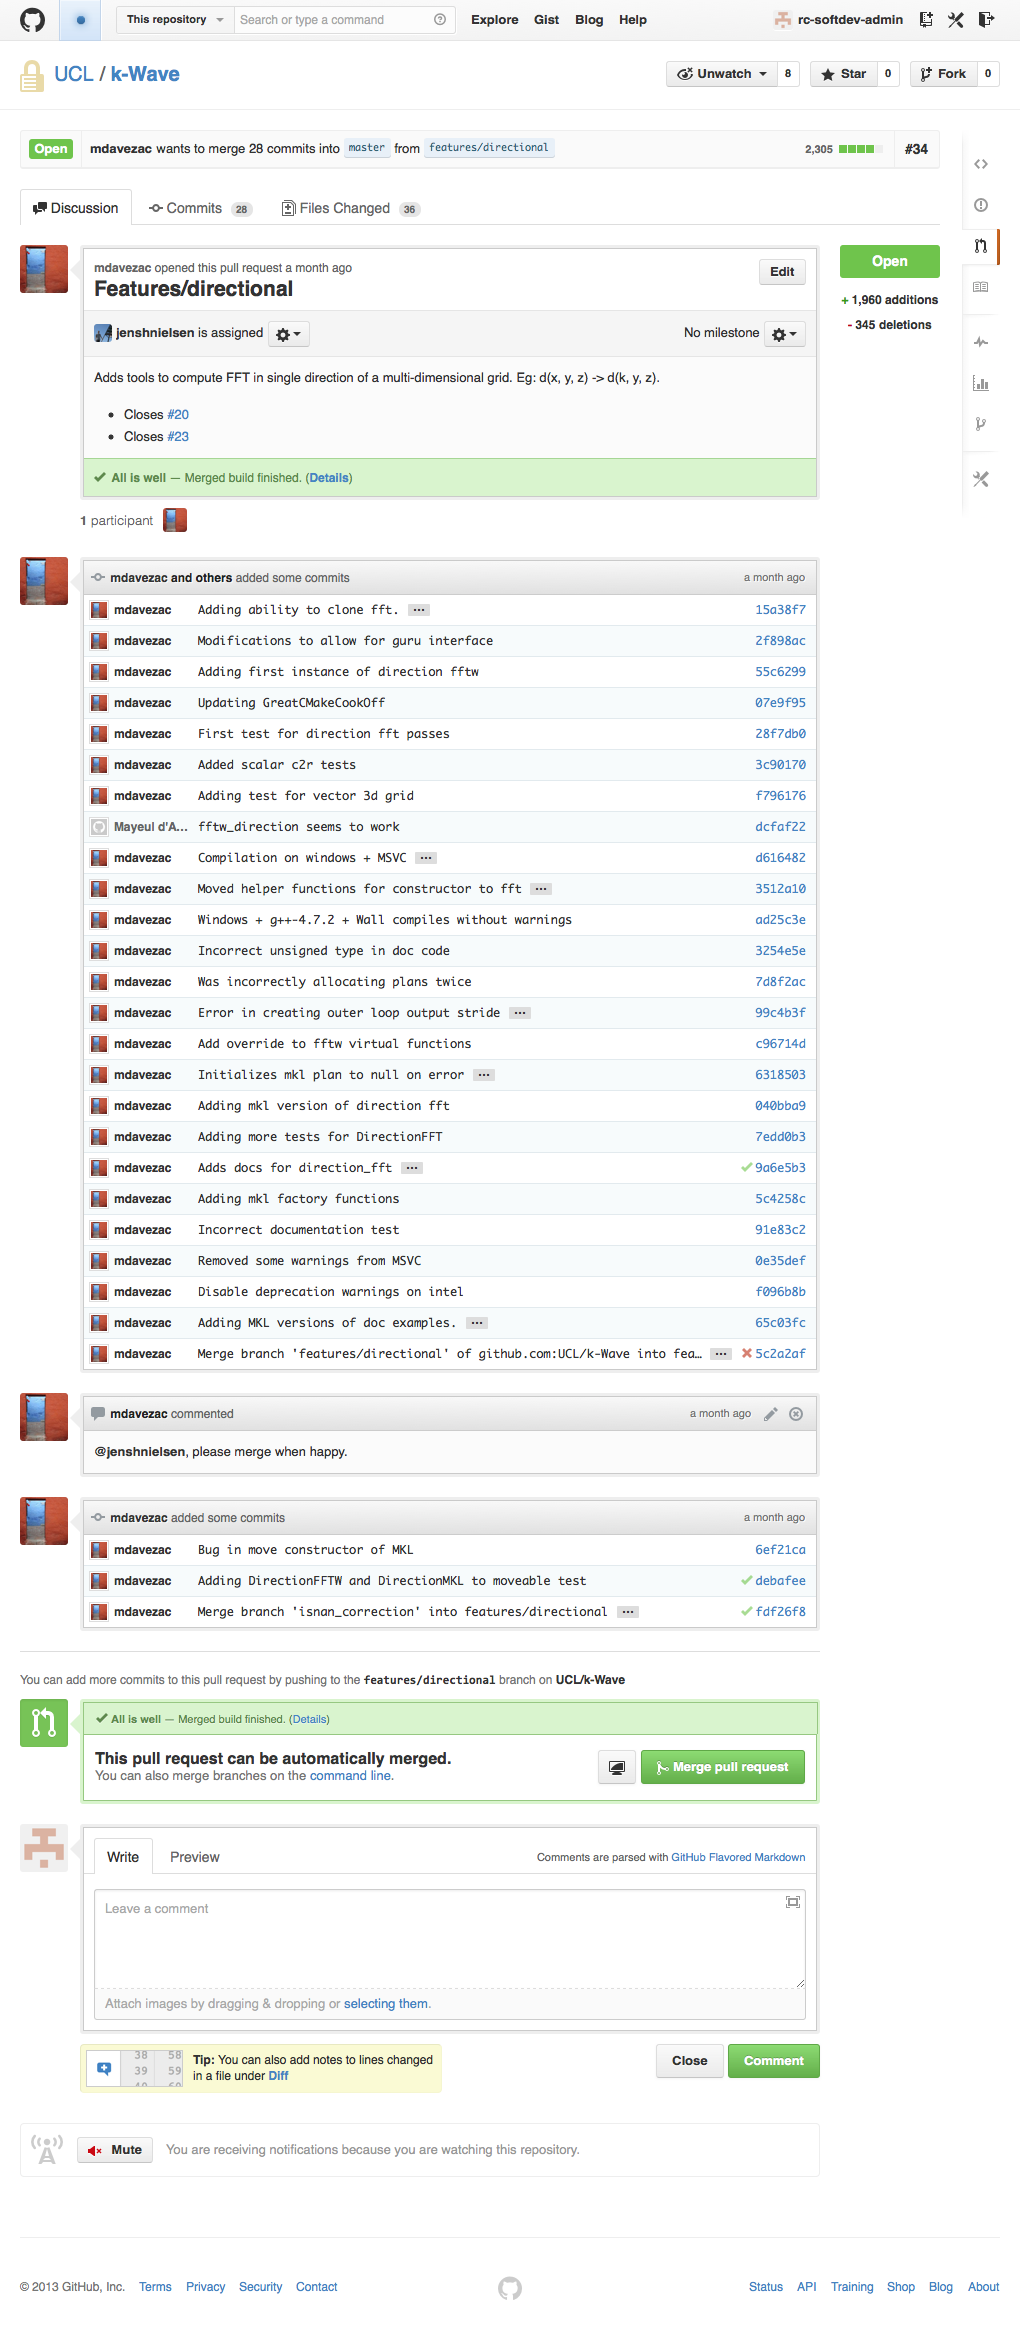 This repository Search or type a command Explore Gist Blog Help rc-softdev-admin
UCL / k-Wave Unwatch 8 Star 0 Fork 0
Open mdavezac wants to merge 28 commits into master from features/directional 2,305 #34
Discussion Commits 28 Files Changed 36
mdavezac opened this pull request a month ago
Features/directional
Edit
Open
+ 1,960 additions
- 345 deletions
jenshnielsen is assigned No milestone
Adds tools to compute FFT in single direction of a multi-dimensional grid. Eg: d(x, y, z) -> d(k, y, z).
• Closes #20
• Closes #23
All is well — Merged build finished. (Details)
1 participant
mdavezac and others added some commits a month ago
mdavezac Adding ability to clone fft. ... 15a38f7
mdavezac Modifications to allow for guru interface 2f898ac
mdavezac Adding first instance of direction fftw 55c6299
mdavezac Updating GreatCMakeCookOff 07e9f95
mdavezac First test for direction fft passes 28f7db0
mdavezac Added scalar c2r tests 3c90170
mdavezac Adding test for vector 3d grid f796176
Mayeul d'A... fftw_direction seems to work dcfaf22
mdavezac Compilation on windows + MSVC ... d616482
mdavezac Moved helper functions for constructor to fft ... 3512a10
mdavezac Windows + g++-4.7.2 + Wall compiles without warnings ad25c3e
mdavezac Incorrect unsigned type in doc code 3254e5e
mdavezac Was incorrectly allocating plans twice 7d8f2ac
mdavezac Error in creating outer loop output stride ... 99c4b3f
mdavezac Add override to fftw virtual functions c96714d
mdavezac Initializes mkl plan to null on error ... 6318503
mdavezac Adding mkl version of direction fft 040bba9
mdavezac Adding more tests for DirectionFFT 7edd0b3
mdavezac Adds docs for direction_fft ... 9a6e5b3
mdavezac Adding mkl factory functions 5c4258c
mdavezac Incorrect documentation test 91e83c2
mdavezac Removed some warnings from MSVC 0e35def
mdavezac Disable deprecation warnings on intel f096b8b
mdavezac Adding MKL versions of doc examples. ... 65c03fc
mdavezac Merge branch 'features/directional' of github.com:UCL/k-Wave into fea... ... 5c2a2af
mdavezac commented a month ago
@jenshnielsen, please merge when happy.
mdavezac added some commits a month ago
mdavezac Bug in move constructor of MKL 6ef21ca
mdavezac Adding DirectionFFTW and DirectionMKL to moveable test debafee
mdavezac Merge branch 'isnan_correction' into features/directional ... fdf26f8
You can add more commits to this pull request by pushing to the features/directional branch on UCL/k-Wave
All is well — Merged build finished. (Details)
This pull request can be automatically merged.
You can also merge branches on the command line.
Merge pull request
Write Preview Comments are parsed with GitHub Flavored Markdown
Leave a comment
Attach images by dragging & dropping or selecting them.
38 58
39 59
40 60
Tip: You can also add notes to lines changed
in a file under Diff
Close Comment
Mute You are receiving notifications because you are watching this repository.
© 2013 GitHub, Inc. Terms Privacy Security Contact Status API Training Shop Blog About